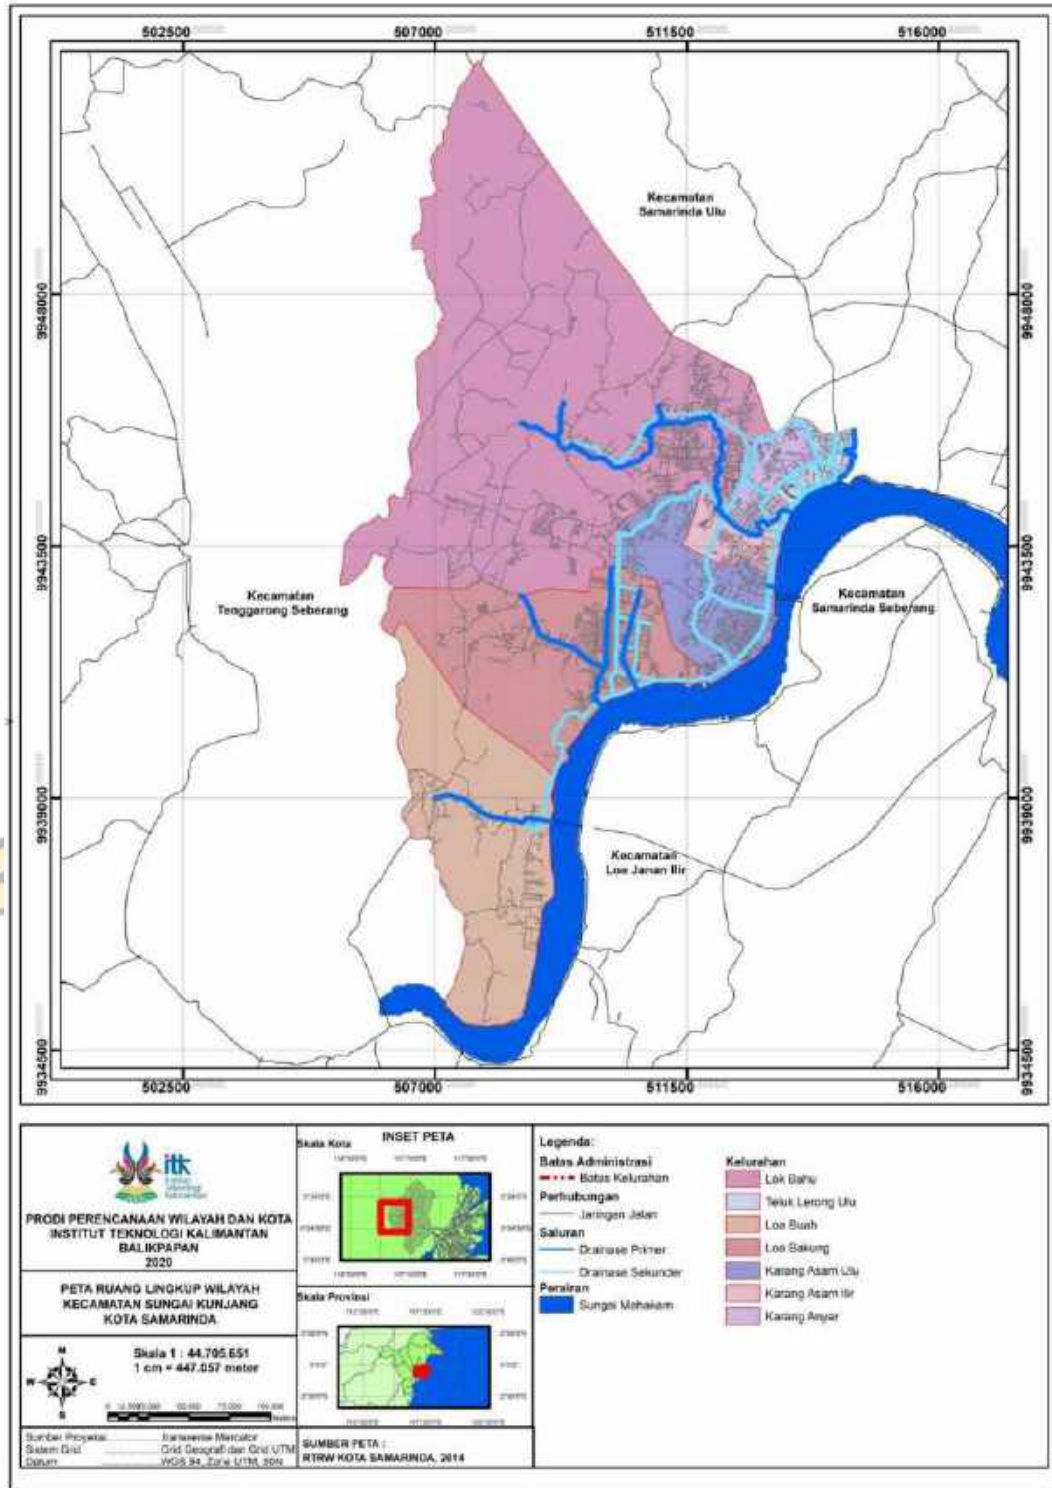 502500 507000 511500 516000
Kecamatan
Samarinda Ulu
9948000 9948000
9943500 9943500
Kecamatan
Tenggarong Seberang
Kecamatan
Samarinda Seberang
9939000 9939000
Kecamatan
Loa Janan Ilir
9934500 9934500
502500 507000 511500 516000
itk
PRODI PERENCANAAN WILAYAH DAN KOTA
INSTITUT TEKNOLOGI KALIMANTAN
BALIKPAPAN
2020
PETA RUANG LINGKUP WILAYAH
KECAMATAN SUNGAI KUNJANG
KOTA SAMARINDA
Skala 1 : 44.705.651
1 cm = 447.057 meter
N
W E
S
Sumber Proyeksi Transverse Mercator
Sistem Grid Grid Geografi dan Grid UTM
Datum WGS 84, Zona UTM, 50N
INSET PETA
Skala Kota
Skala Provinsi
SUMBER PETA :
RTRW KOTA SAMARINDA, 2014
Legenda:
Batas Administrasi
Batas Kelurahan
Perhubungan
Jaringan Jalan
Saluran
Drainase Primer
Drainase Sekunder
Perairan
Sungai Mahakam
Kelurahan
Lok Bahu
Teluk Lerong Ulu
Loa Buah
Loa Bakung
Karang Asam Ulu
Karang Asam Ilir
Karang Anyar